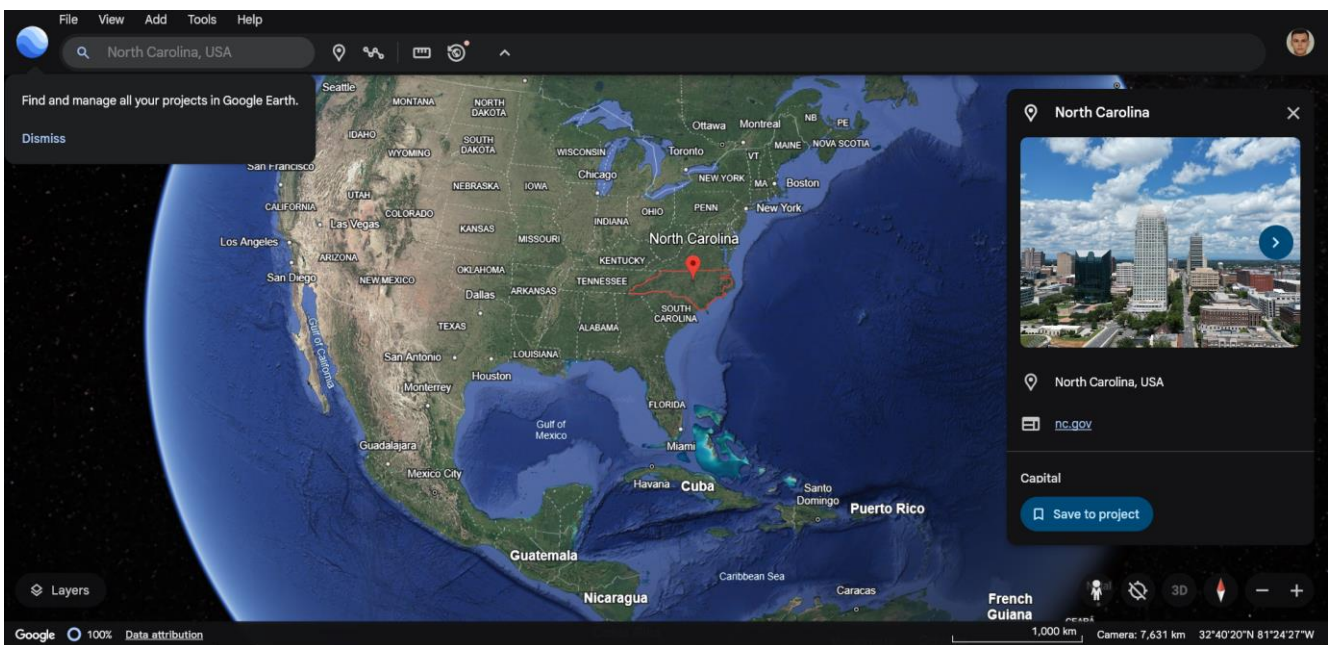 File View Add Tools Help
North Carolina, USA
Find and manage all your projects in Google Earth.
Dismiss
Seattle
MONTANA
NORTH
DAKOTA
Ottawa
Montreal
NB
PE
IDAHO
SOUTH
DAKOTA
WYOMING
WISCONSIN
Toronto
VT
MAINE
NOVA SCOTIA
San Francisco
Chicago
NEW YORK
MA
Boston
NEBRASKA
IOWA
UTAH
CALIFORNIA
Las Vegas
COLORADO
INDIANA
OHIO
PENN
New York
KANSAS
MISSOURI
North Carolina
Los Angeles
ARIZONA
KENTUCKY
San Diego
NEW MEXICO
OKLAHOMA
TENNESSEE
Dallas
ARKANSAS
SOUTH
CAROLINA
TEXAS
ALABAMA
Gulf of California
San Antonio
LOUISIANA
Monterrey
Houston
FLORIDA
Gulf of
Mexico
Guadalajara
Miami
Mexico City
Havana
Cuba
Santo
Domingo
Puerto Rico
Guatemala
Caribbean Sea
Nicaragua
Caracas
French
Guiana
North Carolina
North Carolina, USA
nc.gov
Capital
Save to project
Layers
3D
Google 100% Data attribution
1,000 km
Camera: 7,631 km 32°40'20"N 81°24'27"W